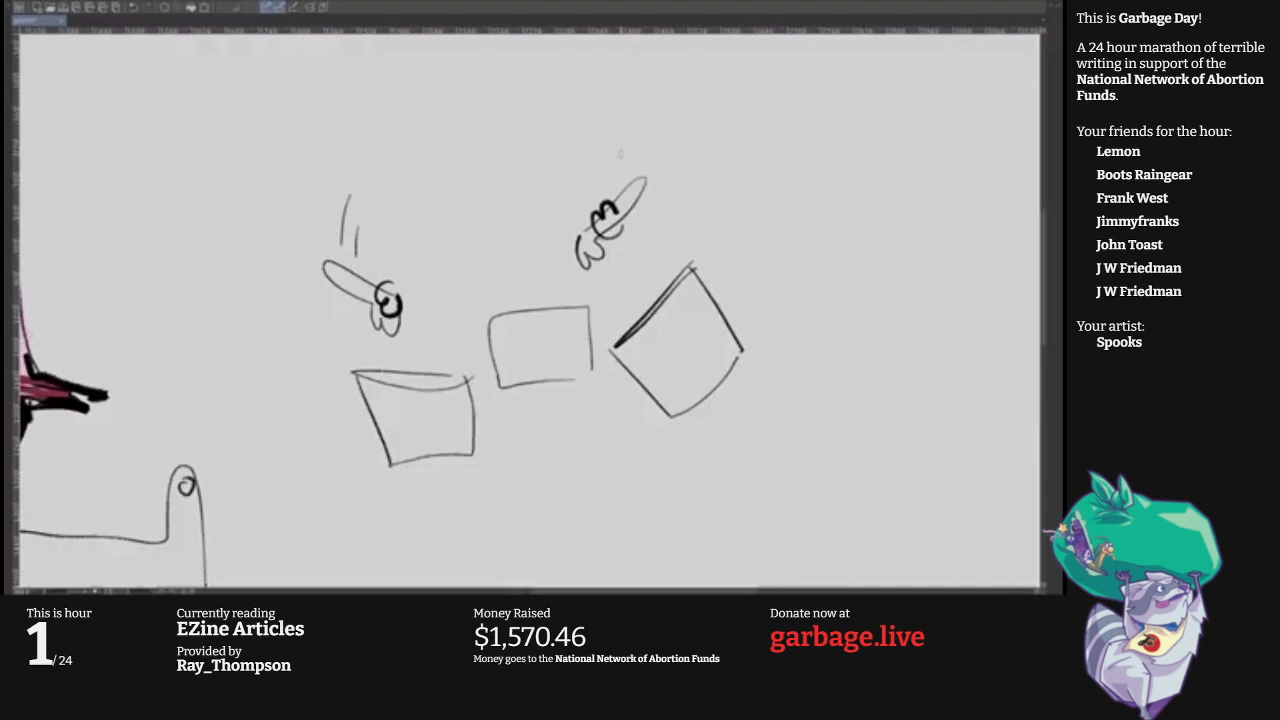 This is Garbage Day!
A 24 hour marathon of terrible
writing in support of the
National Network of Abortion
Funds.
Your friends for the hour:
Lemon
Boots Raingear
Frank West
Jimmyfranks
John Toast
J W Friedman
J W Friedman
Your artist:
Spooks
This is hour
1/ 24
Currently reading
EZine Articles
Provided by
Ray_Thompson
Money Raised
$1,570.46
Money goes to the National Network of Abortion Funds
Donate now at
garbage.live